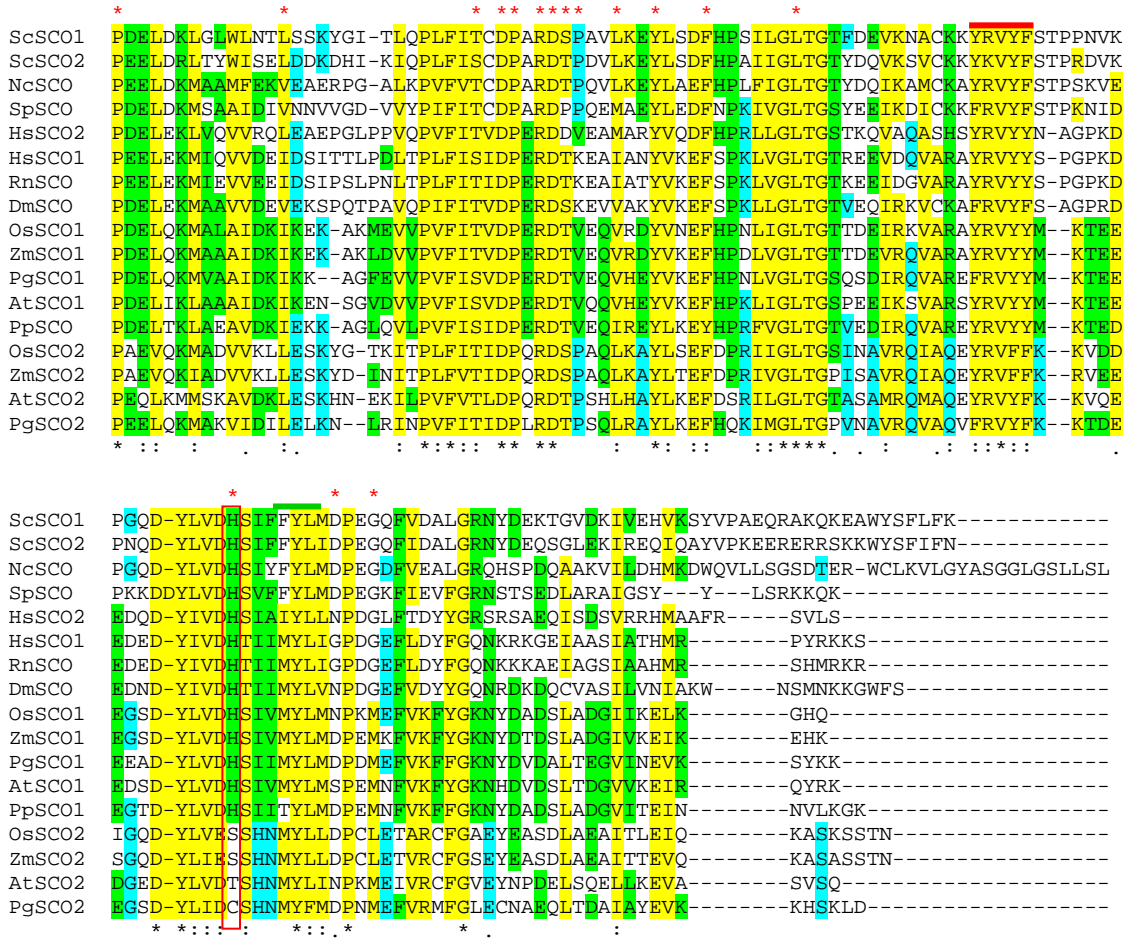 * * * * * * * * * * * * *
ScSCO1 PDELDKLGLWLNTLSSKYGI-TLQPLFITCDPARDSPAVLKEYLSDFHPSILGLTGTFDEVKNACKKYRVYFSTPPNVK
ScSCO2 PEELDRLTYWISELDDKDHI-KIQPLFISCDPARDTPDVLKEYLSDFHPAIIGLTGTYDQVKSVCKKYKVYFSTPRDVK
NcSCO PEELDKMAAMFEKVEAERPG-ALKPVFVTCDPARDTPQVLKEYLAEFHPLFIGLTGTYDQIKAMCKAYRVYFSTPSKVE
SpSCO PDELDKMSAAIDIVNNVVGD-VVYPIFITCDPARDPPQEMAEYLEDFNPKIVGLTGSYEEIKDICKKFRVYFSTPKNID
HsSCO2 PDELEKLVQVVRQLEAEPGLPPVQPVFITVDPERDDVEAMARYVQDFHPRLLGLTGSTKQVAQASHSYRVYYN-AGPKD
HsSCO1 PEELEKMIQVVDEIDSITTLPDLTPLFISIDPERDTKEAIANYVKEFSPKLVGLTGTREEVDQVARAYRVYYS-PGPKD
RnSCO PEELEKMIEVVEEIDSIPSLPNLTPLFITIDPERDTKEAIATYVKEFSPKLVGLTGTKEEIDGVARAYRVYYS-PGPKD
DmSCO PDELEKMAAVVDEVEKSPQTPAVQPIFITVDPERDSKEVVAKYVKEFSPKLLGLTGTVEQIRKVCKAFRVYFS-AGPRD
OsSCO1 PDELQKMALAIDKIKEK-AKMEVVPVFISVDPERDTVEQVRDYVNEFHPNLIGLTGTTDEIRKVARAYRVYYM--KTEE
ZmSCO1 PDELQKMAAAIDKIKEK-AKLDVVPVFISVDPERDTVEQVRDYVKEFHPDLIGLTGTTDEVRQVARAYRVYYM--KTEE
PgSCO1 PDELQKMVAAIDKIKK--AGFEVVPVFISVDPERDTVEQVHEYVKEFHPNLVGLTGSQSDIRQVAREFRVYYM--KTEE
AtSCO1 PDELIKLAAAIDKIKEN-SGVDVVPVFISVDPERDTVQQVHEYVKEFHPKLIGLTGSPEEIKSVARSYRVYYM--KTEE
PpSCO PDELTKLAEAVDKIEKK-AGLQVLPVFISIDPERDTVEQIREYLKEYHPRFVGLTGTVEDIRQVAREYRVYYM--KTED
OsSCO2 PAEVQKMADVVKLLESKYG-TKITPLFITIDPQRDSPAQLKAYLSEFDPRIIGLTGSINAVRQIAQEYRVFFK--KVDD
ZmSCO2 PAEVQKIADVVKLLESKYD-INITPLFVTIDPQRDSPAQLKAYLTEFDPRIVGLTGPISAVRQIAQEYRVFFK--RVEE
AtSCO2 PEQLKMMSKAVDKLESKHN-EKILPVFVTLDPQRDTPSHLHAYLKEFDSRILGLTGTASAMRQMAQEYRVYFK--KVQE
PgSCO2 PEELQKMAKVIDILELKN--LRINPVFVTIDPLRDTPSQLRAYLKEFHQKIMGLTGPVNAVRQVAQVFRVYFK--KTDE
ScSCO1 PGQD-YLVDHSIFFYLMDPEGQFVDALGRNYDEKTGVDKIVEHVKSYVPAEQRAKQKEAWYSFLFK------------
ScSCO2 PNQD-YLVDHSIFFYLIDPEGQFIDALGRNYDEQSGLEKIREQIQAYVPKEERERRSKKWYSFIFN------------
NcSCO PGQD-YLVDHSIYFYLMDPEGDFVEALGRQHSPDQAAKVILDHMKDWQVLLSGSDTER-WCLKVLGYASGGLGSLLSL
SpSCO PKKDDYLVDHSVFFYLMDPEGKFIEVFGRNSTSEDLARAIGSY---Y---LSRKKQK---------------
HsSCO2 EDQD-YIVDHSIAIYLLNPDGLFTDYYGRSRSAEQISDSVRRHMAAFR----SVLS-----------------
HsSCO1 EDED-YIVDHTIIMYLIGPDGEFLDYFGQNKRKGEIAASIATHMR-------PYRKKS---------------
RnSCO EDED-YIVDHTIIMYLIGPDGEFLDYFGQNKKKAEIAGSIAAHMR-------SHMRKR---------------
DmSCO EDND-YIVDHTIIMYLVNPDGEFVDYYGQNRDKDQCVASILVNIAKW-----NSMNKKGWFS-------------
OsSCO1 EGSD-YLVDHSIVMYLMNPKMEFVKFYGKNYDADSLADGIIKELK--------GHQ------------------
ZmSCO1 EGSD-YLVDHSIVMYLMDPEMKFVKFYGKNYDTDSLADGIVKEIK--------EHK------------------
PgSCO1 EEAD-YLVDHSIVMYLMDPDMEFVKFFGKNYDVDALTEGVINEVK--------SYKK-----------------
AtSCO1 EDSD-YLVDHSIVMYLMSPEMNFVKFYGKNHDVDSLTDGVVKEIR--------QYRK-----------------
PpSCO1 EGTD-YLVDHSIITYLMDPEMNFVKFYGKNYDADSLADGVITEIN--------NVLKGK---------------
OsSCO2 IGQD-YLVESSHNMYLLDPCLETARCFGAEYEASDLAEAITLEIQ--------KASKSSTN-------------
ZmSCO2 SGQD-YLIESSHNMYLLDPCLETVRCFGSEYEASDLAEAITTEVQ--------KASASSTN-------------
AtSCO2 DGED-YLVDTSHNMYLINPKMEIVRCFGVEYNPDELSQELLKEVA--------SVSQ-----------------
PgSCO2 EGSD-YLIDCSHNMYFMDPNMEFVRMFGLECNAEQLTDAIAYEVK--------KHSKLD---------------